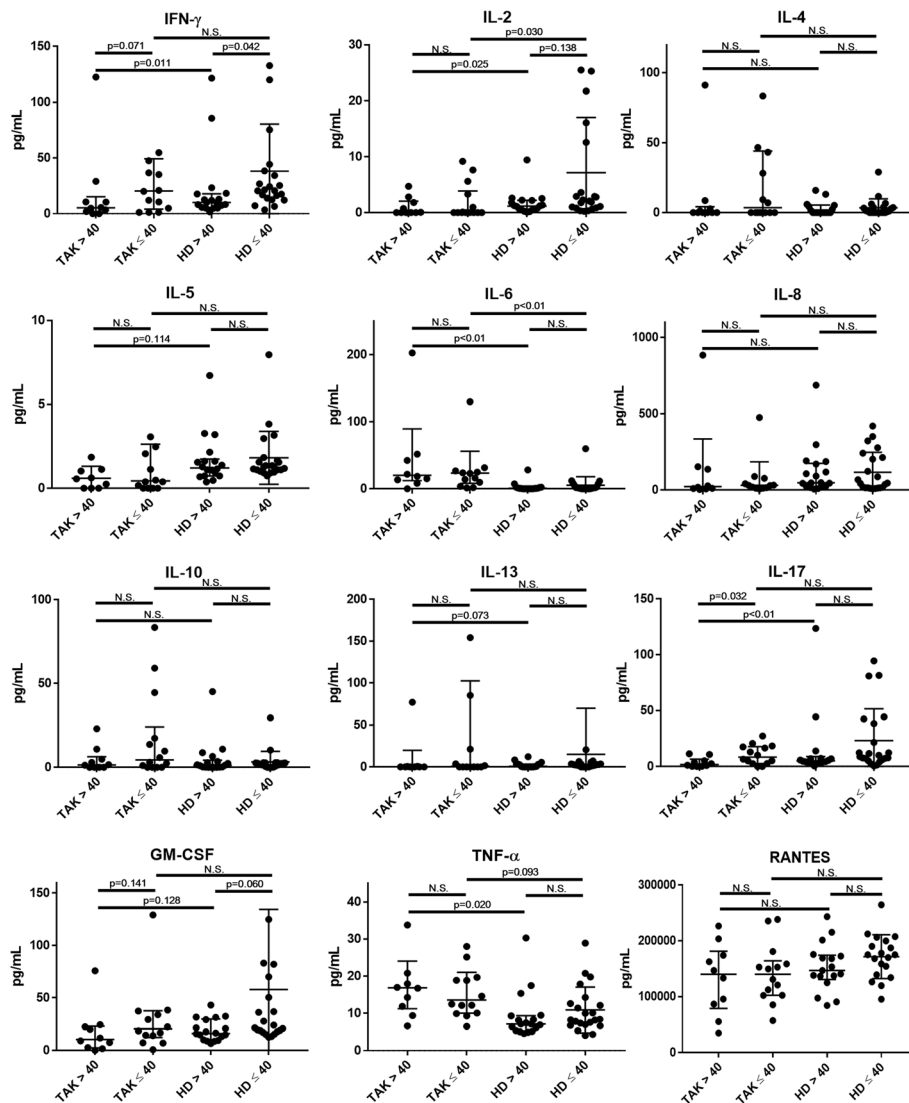 IFN-γ
N.S.
p=0.071
p=0.042
p=0.011
150
100
50
0
pg/mL
TAK > 40
TAK ≤ 40
HD > 40
HD ≤ 40
IL-2
p=0.030
N.S.
p=0.138
p=0.025
30
20
10
0
pg/mL
TAK > 40
TAK ≤ 40
HD > 40
HD ≤ 40
IL-4
N.S.
N.S.
N.S.
N.S.
100
50
0
pg/mL
TAK > 40
TAK ≤ 40
HD > 40
HD ≤ 40
IL-5
N.S.
N.S.
N.S.
p=0.114
10
5
0
pg/mL
TAK > 40
TAK ≤ 40
HD > 40
HD ≤ 40
IL-6
p<0.01
N.S.
N.S.
p<0.01
200
100
0
pg/mL
TAK > 40
TAK ≤ 40
HD > 40
HD ≤ 40
IL-8
N.S.
N.S.
N.S.
N.S.
1000
500
0
pg/mL
TAK > 40
TAK ≤ 40
HD > 40
HD ≤ 40
IL-10
N.S.
N.S.
N.S.
N.S.
100
50
0
pg/mL
TAK > 40
TAK ≤ 40
HD > 40
HD ≤ 40
IL-13
N.S.
N.S.
N.S.
p=0.073
200
150
100
50
0
pg/mL
TAK > 40
TAK ≤ 40
HD > 40
HD ≤ 40
IL-17
N.S.
p=0.032
N.S.
p<0.01
150
100
50
0
pg/mL
TAK > 40
TAK ≤ 40
HD > 40
HD ≤ 40
GM-CSF
N.S.
p=0.141
p=0.060
p=0.128
150
100
50
0
pg/mL
TAK > 40
TAK ≤ 40
HD > 40
HD ≤ 40
TNF-α
p=0.093
N.S.
N.S.
p=0.020
50
40
30
20
10
0
pg/mL
TAK > 40
TAK ≤ 40
HD > 40
HD ≤ 40
RANTES
N.S.
N.S.
N.S.
N.S.
300000
200000
100000
0
pg/mL
TAK > 40
TAK ≤ 40
HD > 40
HD ≤ 40